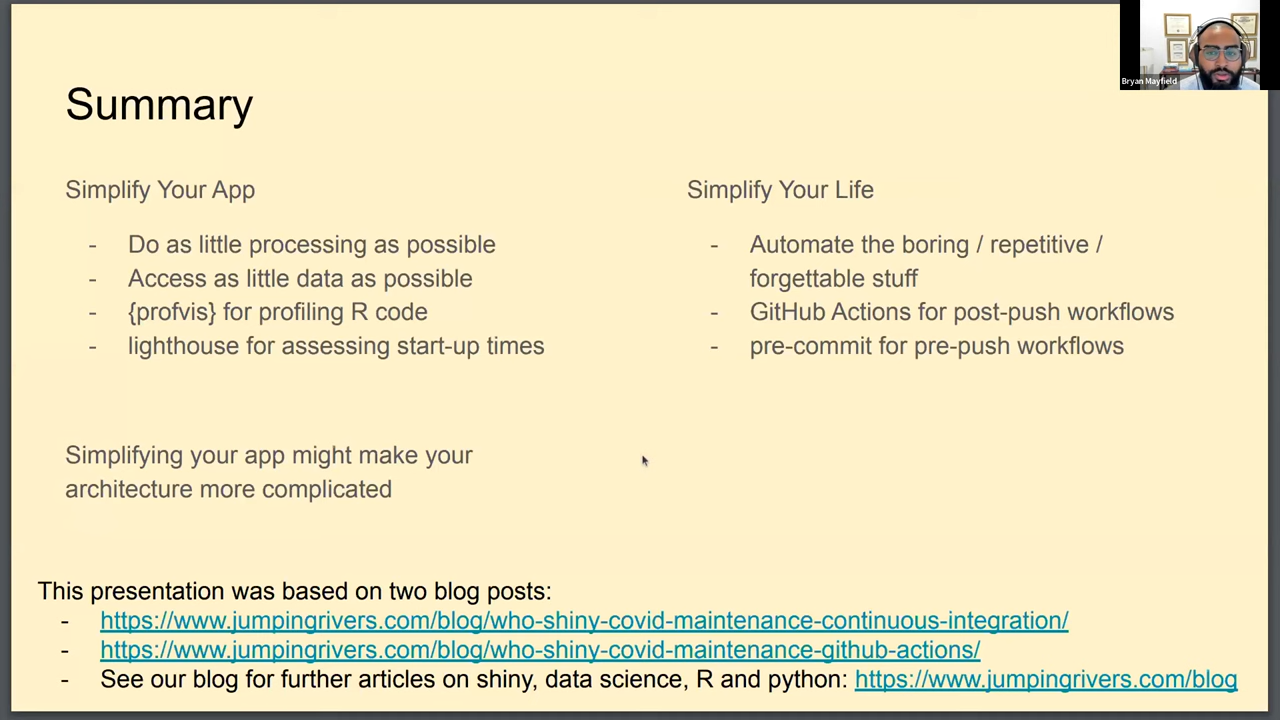 Bryan Mayfield
Summary
Simplify Your App
- Do as little processing as possible
- Access as little data as possible
- {profvis} for profiling R code
- lighthouse for assessing start-up times
Simplifying your app might make your
architecture more complicated
Simplify Your Life
- Automate the boring / repetitive /
forgettable stuff
- GitHub Actions for post-push workflows
- pre-commit for pre-push workflows
This presentation was based on two blog posts:
- https://www.jumpingrivers.com/blog/who-shiny-covid-maintenance-continuous-integration/
- https://www.jumpingrivers.com/blog/who-shiny-covid-maintenance-github-actions/
- See our blog for further articles on shiny, data science, R and python: https://www.jumpingrivers.com/blog